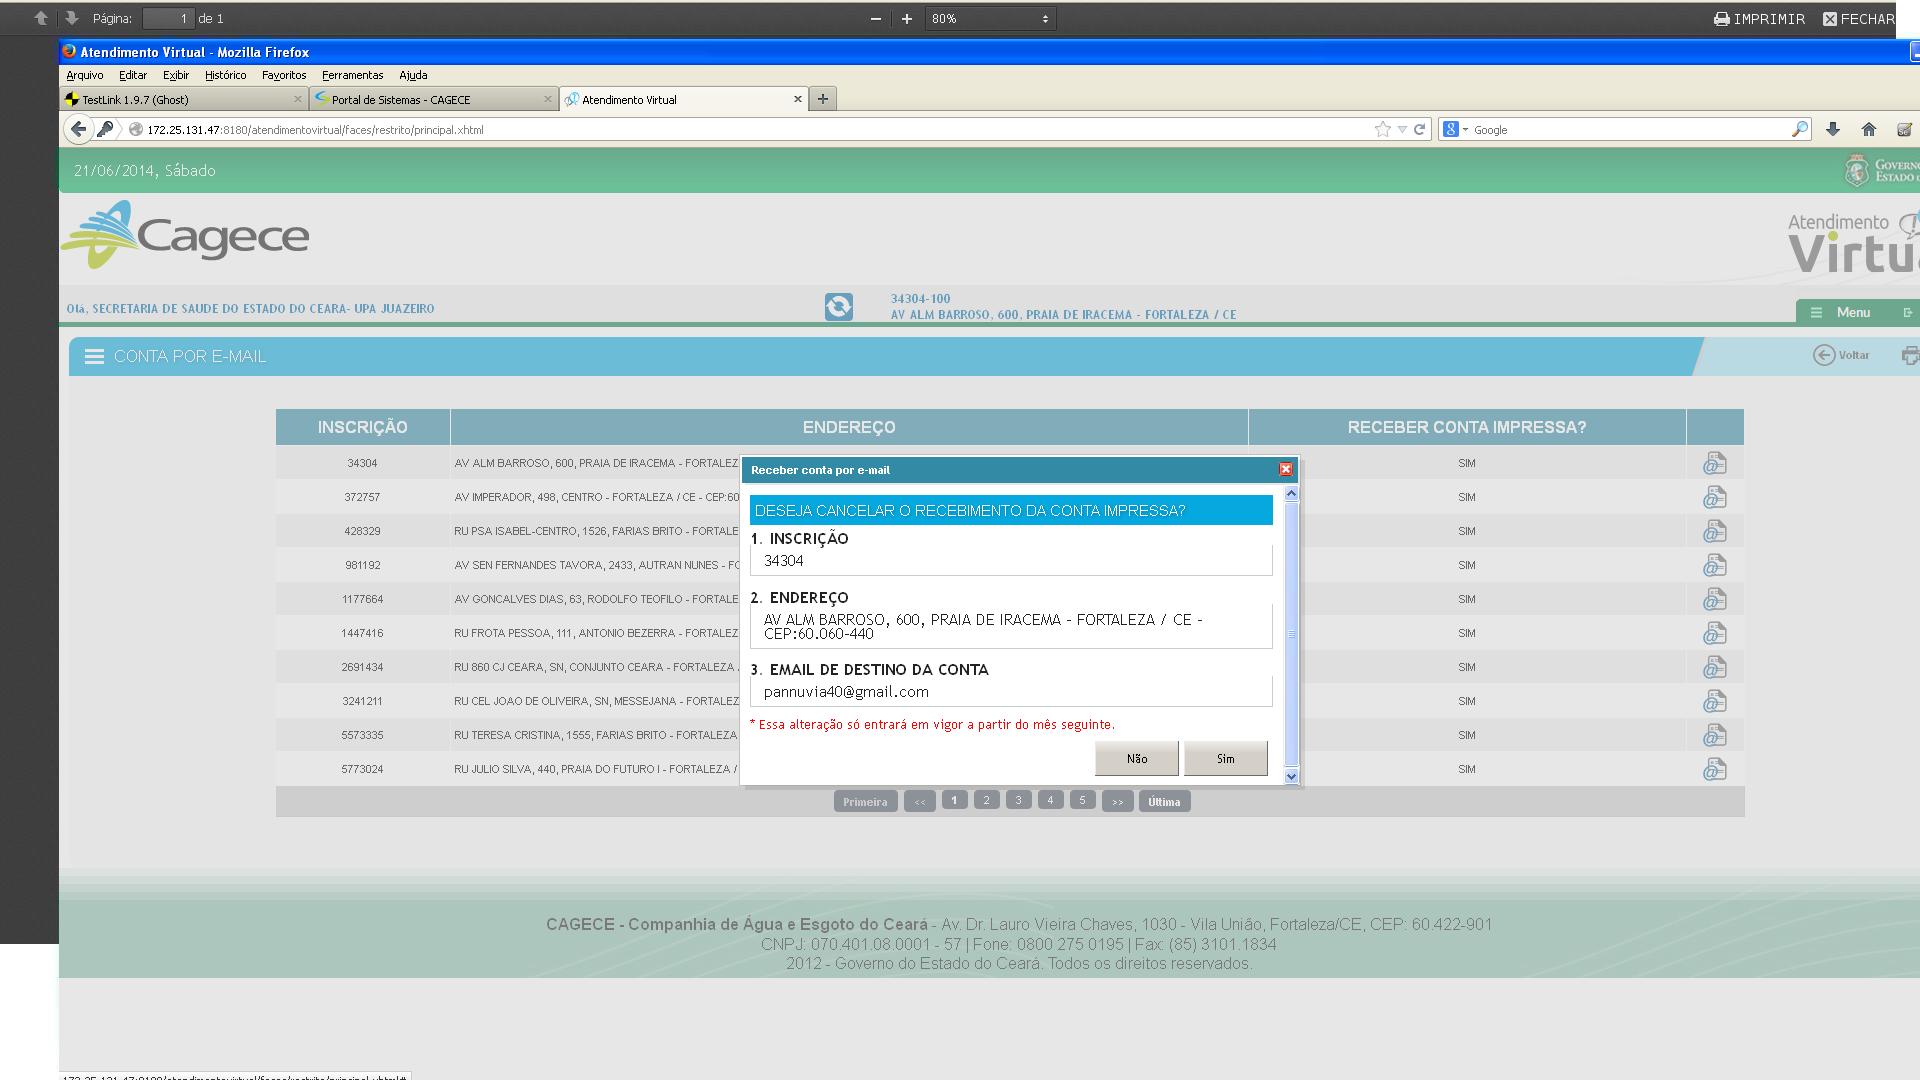 Página: 1 de 1 80% IMPRIMIR FECHAR
Atendimento Virtual - Mozilla Firefox
Arquivo Editar Exibir Histórico Favoritos Ferramentas Ajuda
TestLink 1.9.7 (Ghost) Portal de Sistemas - CAGECE Atendimento Virtual
172.25.131.47:8180/atendimentovirtual/faces/restrito/principal.xhtml Google
21/06/2014, Sábado
GOVERNO
ESTADO
Cagece
Atendimento
Virtu
Olá, SECRETARIA DE SAUDE DO ESTADO DO CEARA- UPA JUAZEIRO
34304-100
AV ALM BARROSO, 600, PRAIA DE IRACEMA - FORTALEZA / CE
Menu
CONTA POR E-MAIL
Voltar
INSCRIÇÃO ENDEREÇO RECEBER CONTA IMPRESSA?
34304 AV ALM BARROSO, 600, PRAIA DE IRACEMA - FORTALEZ SIM
372757 AV IMPERADOR, 498, CENTRO - FORTALEZA / CE - CEP:60 SIM
428329 RU PSA ISABEL-CENTRO, 1526, FARIAS BRITO - FORTALE SIM
981192 AV SEN FERNANDES TAVORA, 2433, AUTRAN NUNES - FO SIM
1177664 AV GONCALVES DIAS, 63, RODOLFO TEOFILO - FORTALE SIM
1447416 RU FROTA PESSOA, 111, ANTONIO BEZERRA - FORTALEZ SIM
2691434 RU 860 CJ CEARA, SN, CONJUNTO CEARA - FORTALEZA SIM
3241211 RU CEL JOAO DE OLIVEIRA, SN, MESSEJANA - FORTALEZ SIM
5573335 RU TERESA CRISTINA, 1555, FARIAS BRITO - FORTALEZA SIM
5773024 RU JULIO SILVA, 440, PRAIA DO FUTURO I - FORTALEZA / SIM
Receber conta por e-mail
DESEJA CANCELAR O RECEBIMENTO DA CONTA IMPRESSA?
1. INSCRIÇÃO
34304
2. ENDEREÇO
AV ALM BARROSO, 600, PRAIA DE IRACEMA - FORTALEZA / CE -
CEP:60.060-440
3. EMAIL DE DESTINO DA CONTA
pannuvia40@gmail.com
* Essa alteração só entrará em vigor a partir do mês seguinte.
Não Sim
Primeira << 1 2 3 4 5 >> Última
CAGECE - Companhia de Água e Esgoto do Ceará - Av. Dr. Lauro Vieira Chaves, 1030 - Vila União, Fortaleza/CE, CEP: 60.422-901
CNPJ: 070.401.08.0001 - 57 | Fone: 0800 275 0195 | Fax: (85) 3101.1834
2012 - Governo do Estado do Ceará. Todos os direitos reservados.